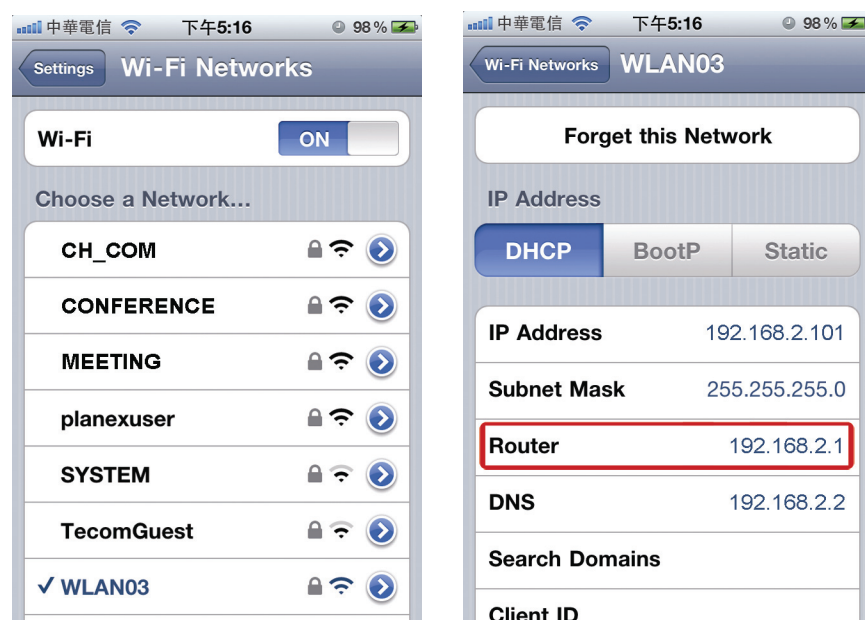 中華電信 下午5:16 98%
Settings Wi-Fi Networks
Wi-Fi ON
Choose a Network...
CH_COM
CONFERENCE
MEETING
planexuser
SYSTEM
TecomGuest
✓ WLAN03
中華電信 下午5:16 98%
Wi-Fi Networks WLAN03
Forget this Network
IP Address
DHCP BootP Static
IP Address 192.168.2.101
Subnet Mask 255.255.255.0
Router 192.168.2.1
DNS 192.168.2.2
Search Domains
Client ID